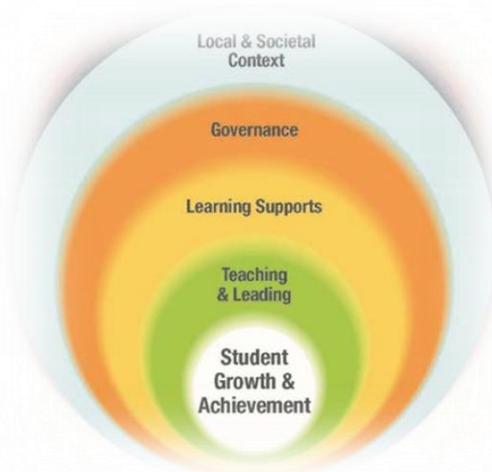 Local & Societal
Context
Governance
Learning Supports
Teaching
& Leading
Student
Growth &
Achievement